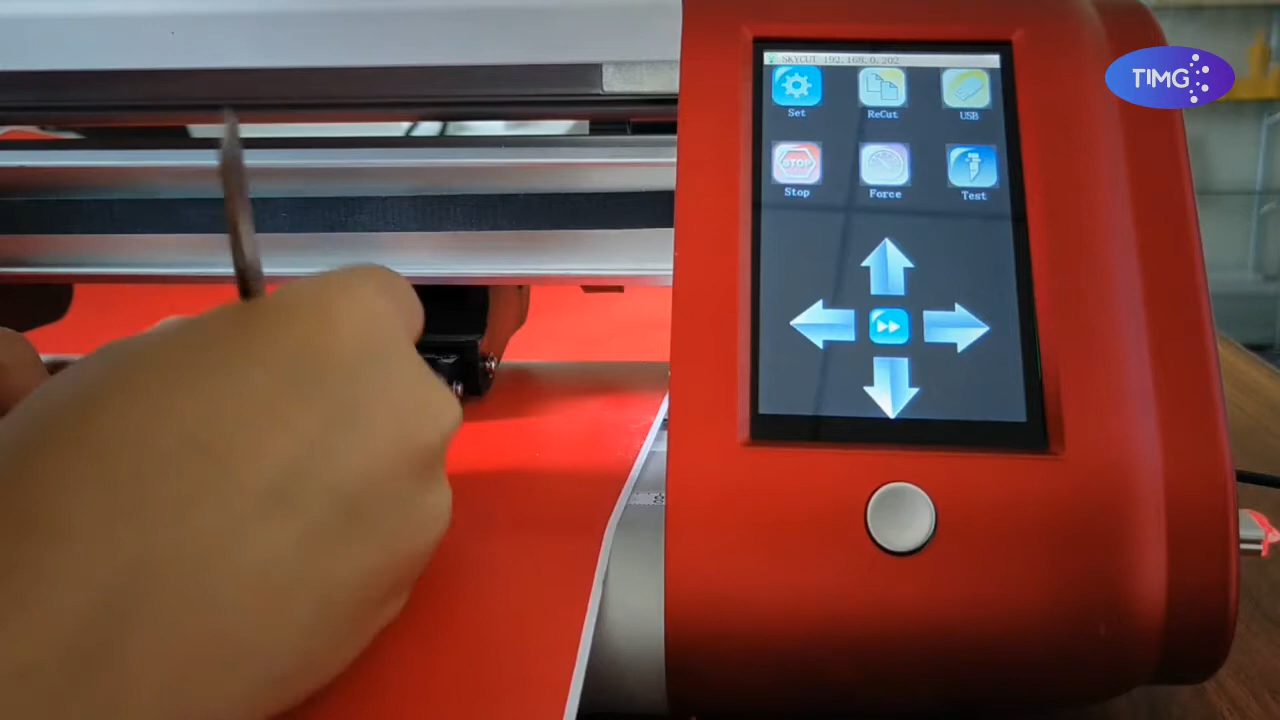 SKYCUT 192.168.0.202
TIMG
Set ReCut USB
STOP
Stop Force Test